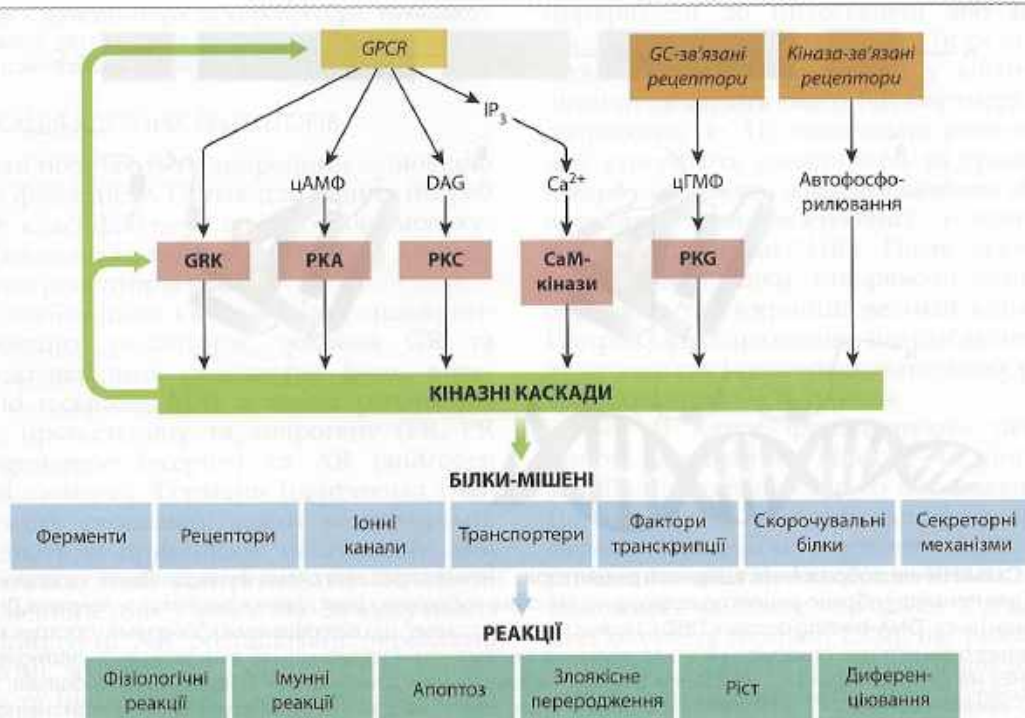 GPCR
GC-зв'язані
рецептори
Кіназа-зв'язані
рецептори
IP3
цАМФ
DAG
Ca2+
цГМФ
Автофосфо-
рилювання
GRK
PKA
PKC
CaM-
кінази
PKG
КІНАЗНІ КАСКАДИ
БІЛКИ-МІШЕНІ
Ферменти
Рецептори
Іонні
канали
Транспортери
Фактори
транскрипції
Скорочувальні
білки
Секреторні
механізми
РЕАКЦІЇ
Фізіологічні
реакції
Імунні
реакції
Апоптоз
Злоякісне
переродження
Ріст
Диферен-
ціювання